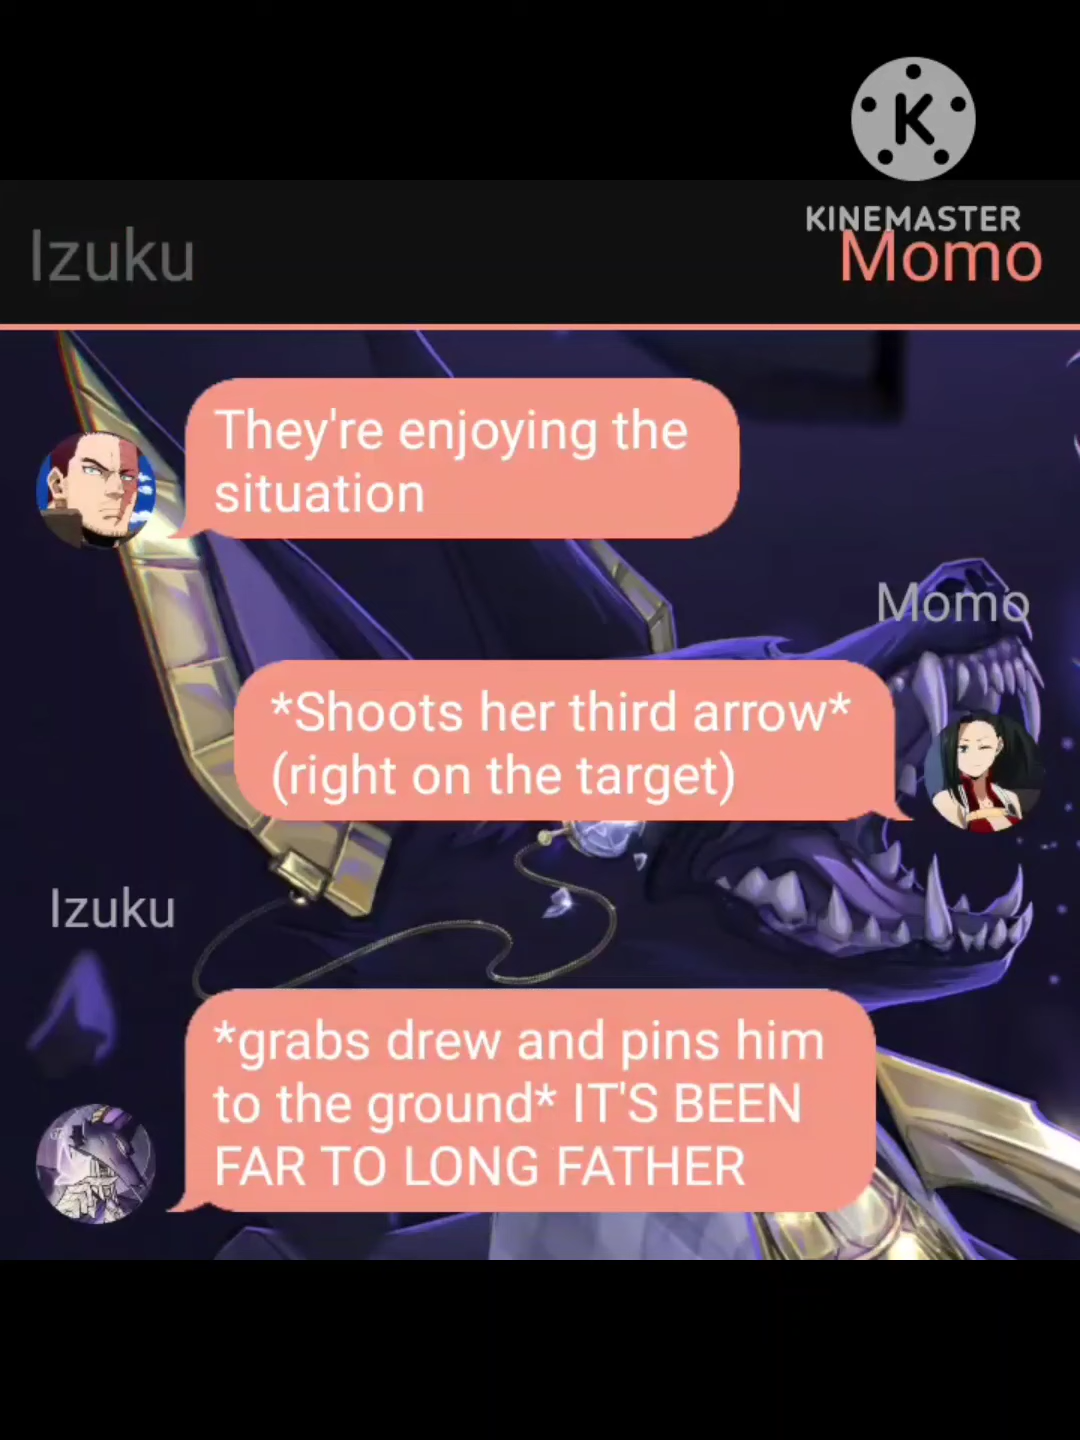 K
KINEMASTER
Izuku
Momo
They're enjoying the
situation
Momo
*Shoots her third arrow*
(right on the target)
Izuku
*grabs drew and pins him
to the ground* IT'S BEEN
FAR TO LONG FATHER